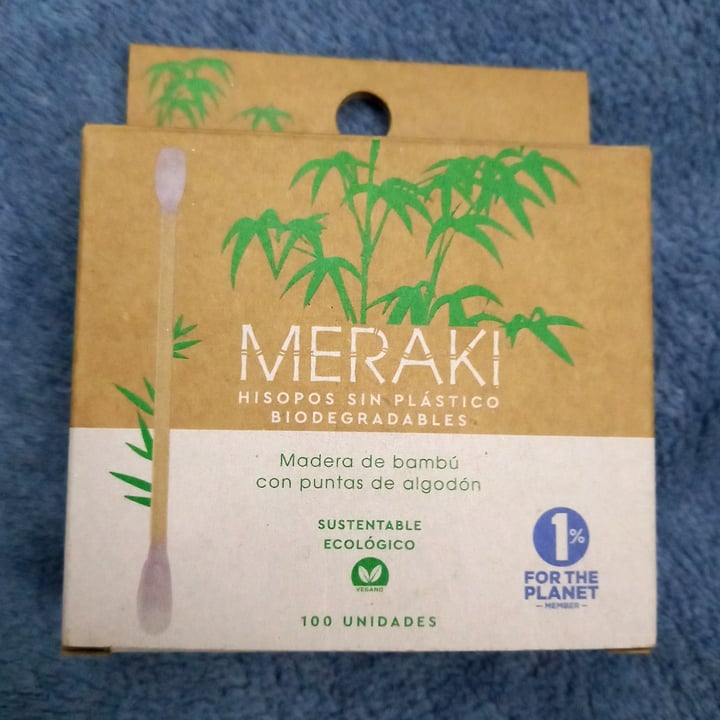 MERAKI
HISOPOS SIN PLÁSTICO
BIODEGRADABLES
Madera de bambú
con puntas de algodón
SUSTENTABLE
ECOLÓGICO
VEGANO
100 UNIDADES
1%
FOR THE
PLANET
MEMBER